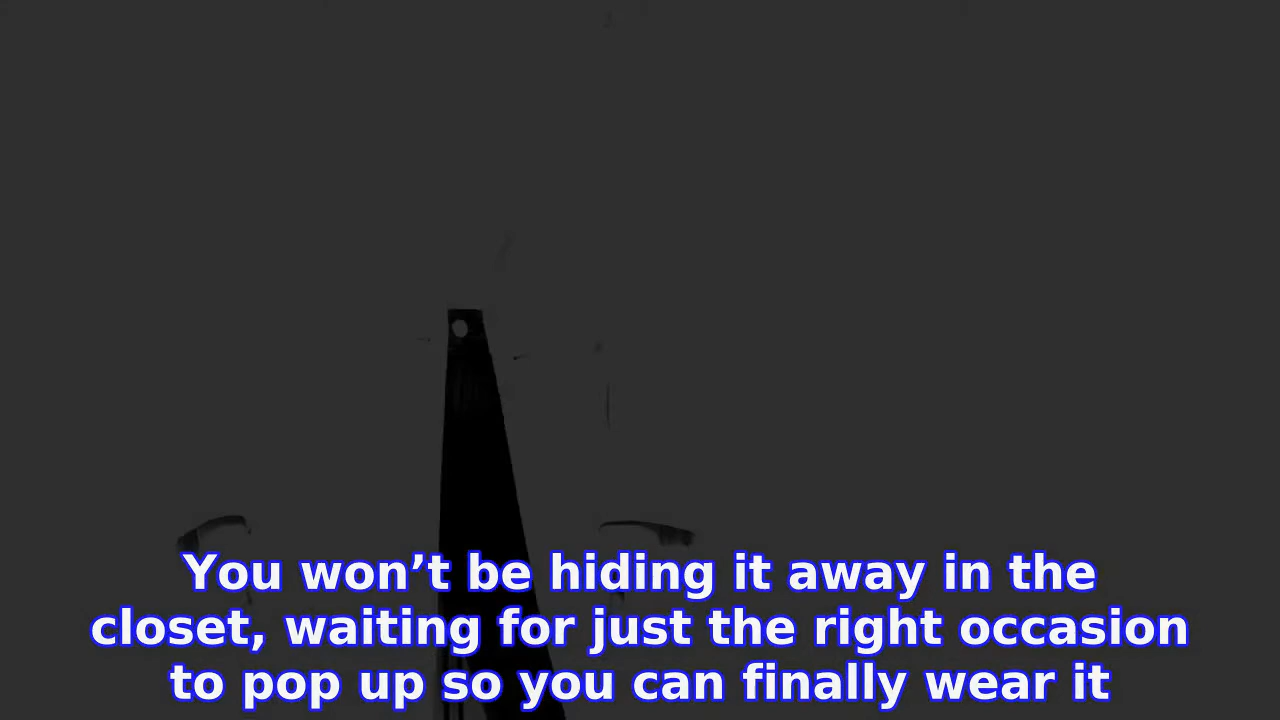 You won’t be hiding it away in the
closet, waiting for just the right occasion
to pop up so you can finally wear it